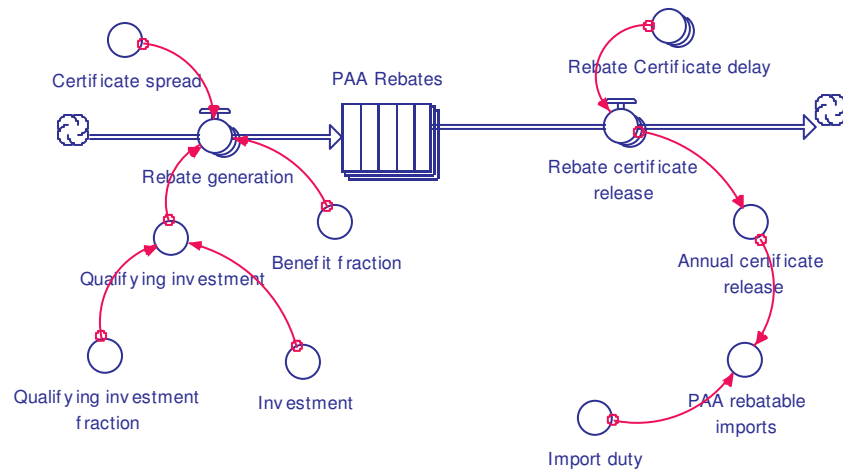 Certificate spread
PAA Rebates
Rebate Certificate delay
Rebate generation
Rebate certificate
release
Qualifying investment
Benefit fraction
Annual certificate
release
Qualifying investment
fraction
Investment
PAA rebatable
imports
Import duty